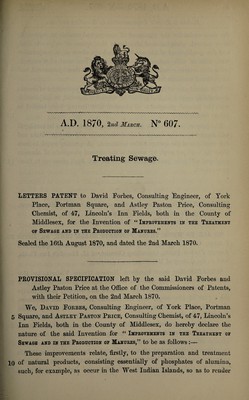 A.D. 1870, 2nd MARCH. Nº 607.
Treating Sewage.
LETTERS PATENT to David Forbes, Consulting Engineer, of York
Place, Portman Square, and Astley Paston Price, Consulting
Chemist, of 47, Lincoln's Inn Fields, both in the County of
Middlesex, for the Invention of "IMPROVEMENTS IN THE TREATMENT
OF SEWAGE AND IN THE PRODUCTION OF MANURES."
Sealed the 16th August 1870, and dated the 2nd March 1870.
PROVISIONAL SPECIFICATION left by the said David Forbes and
Astley Paston Price at the Office of the Commissioners of Patents,
with their Petition, on the 2nd March 1870.
We, DAVID FORBES, Consulting Engineer, of York Place, Portman
5 Square, and ASTLEY PASTON PRICE, Consulting Chemist, of 47, Lincoln's
Inn Fields, both in the County of Middlesex, do hereby declare the
nature of the said Invention for "IMPROVEMENTS IN THE TREATMENT OF
SEWAGE AND IN THE PRODUCTION OF MANURES," to be as follows:—
These improvements relate, firstly, to the preparation and treatment
10 of natural products, consisting essentially of phosphates of alumina,
such, for example, as occur in the West Indian Islands, so as to render